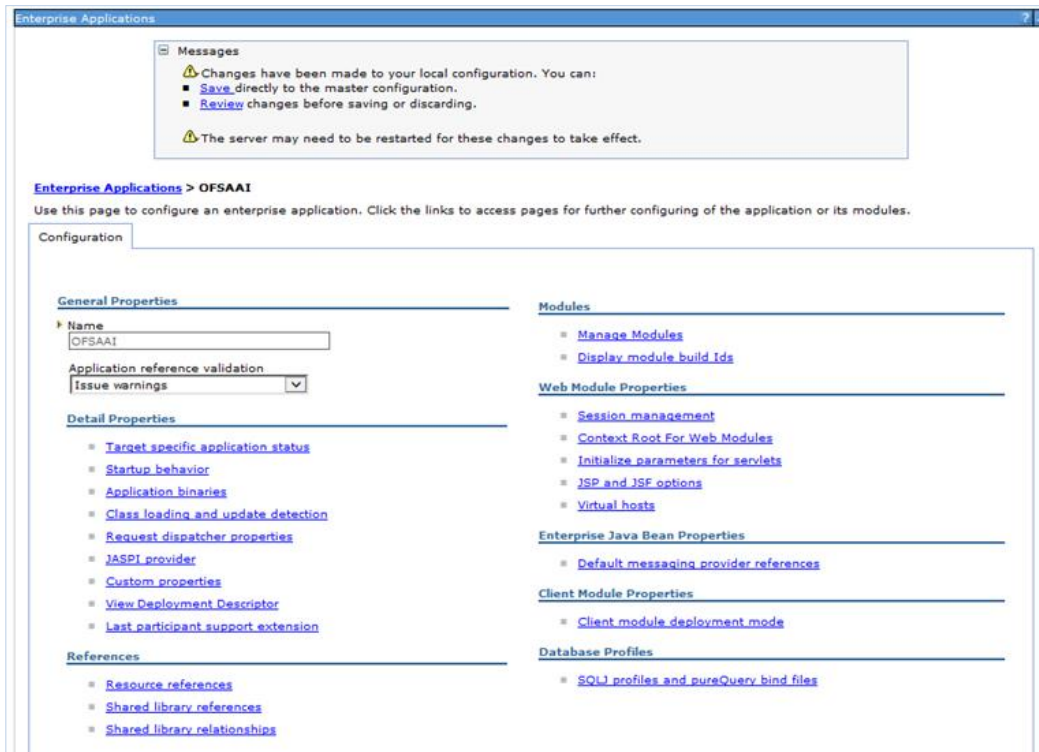 Enterprise Applications
?
Messages
Changes have been made to your local configuration. You can:
Save directly to the master configuration.
Review changes before saving or discarding.
The server may need to be restarted for these changes to take effect.
Enterprise Applications > OFSAAI
Use this page to configure an enterprise application. Click the links to access pages for further configuring of the application or its modules.
Configuration
General Properties
Name
OFSAAI
Application reference validation
Issue warnings
Detail Properties
Target specific application status
Startup behavior
Application binaries
Class loading and update detection
Request dispatcher properties
JASPI provider
Custom properties
View Deployment Descriptor
Last participant support extension
References
Resource references
Shared library references
Shared library relationships
Modules
Manage Modules
Display module build Ids
Web Module Properties
Session management
Context Root For Web Modules
Initialize parameters for servlets
JSP and JSF options
Virtual hosts
Enterprise Java Bean Properties
Default messaging provider references
Client Module Properties
Client module deployment mode
Database Profiles
SQLJ profiles and pureQuery bind files